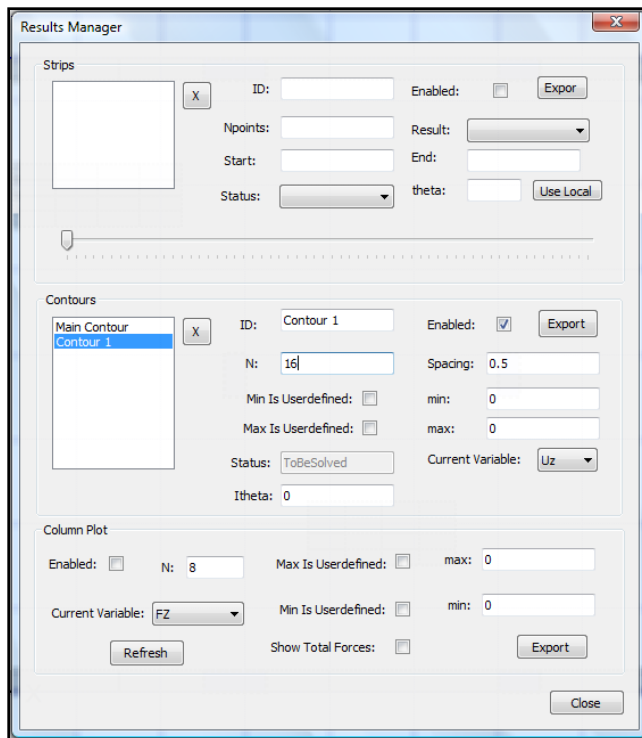 Results Manager
X
Strips
X
ID:
Enabled:
Expor
Npoints:
Result:
Start:
End:
Status:
theta:
Use Local
Contours
Main Contour
Contour 1
X
ID: Contour 1
Enabled:
Export
N: 16
Spacing: 0.5
Min Is Userdefined:
min: 0
Max Is Userdefined:
max: 0
Status: ToBeSolved
Current Variable: Uz
Itheta: 0
Column Plot
Enabled:
N: 8
Max Is Userdefined:
max: 0
Current Variable: FZ
Min Is Userdefined:
min: 0
Refresh
Show Total Forces:
Export
Close